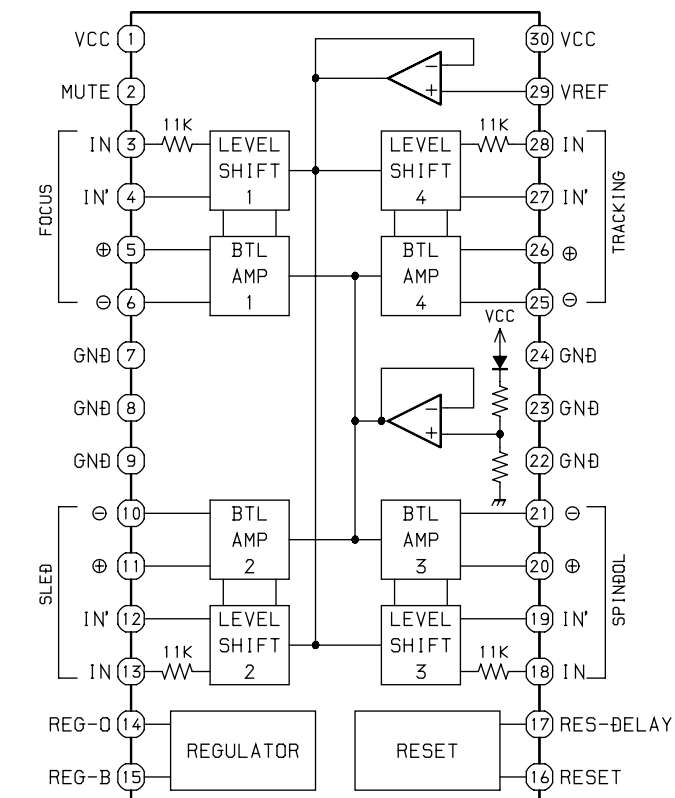 VCC 1
30 VCC
MUTE 2
29 VREF
− +
FOCUS
IN 3 11K
LEVEL SHIFT 1
IN' 4
⊕ 5
BTL AMP 1
⊖ 6
LEVEL SHIFT 4
11K 28 IN
27 IN'
BTL AMP 4
26 ⊕
25 ⊖
TRACKING
VCC
GND 7
24 GND
GND 8
− +
23 GND
GND 9
22 GND
SLED
⊖ 10
BTL AMP 2
⊕ 11
IN' 12
LEVEL SHIFT 2
IN 13 11K
BTL AMP 3
21 ⊖
20 ⊕
LEVEL SHIFT 3
19 IN'
11K 18 IN
SPINDOL
REG-O 14
REGULATOR
REG-B 15
RESET
17 RES-DELAY
16 RESET